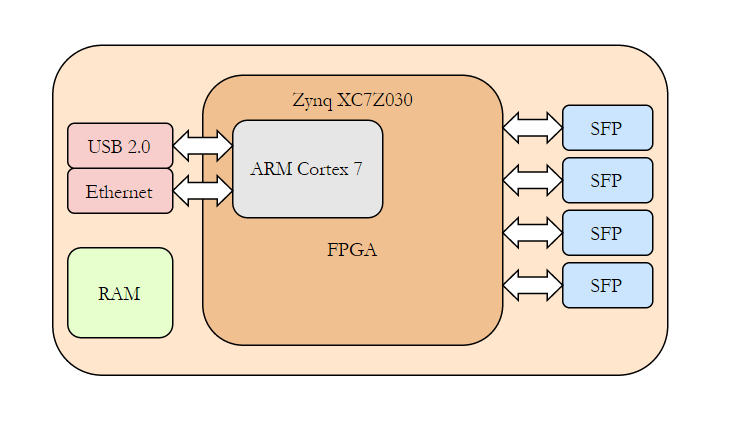 Zynq XC7Z030
USB 2.0
Ethernet
ARM Cortex 7
FPGA
RAM
SFP
SFP
SFP
SFP